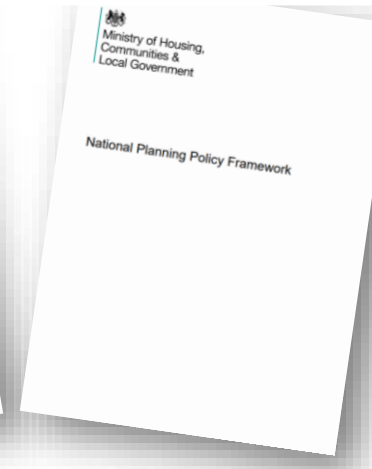 Ministry of Housing,
Communities &
Local Government
National Planning Policy Framework